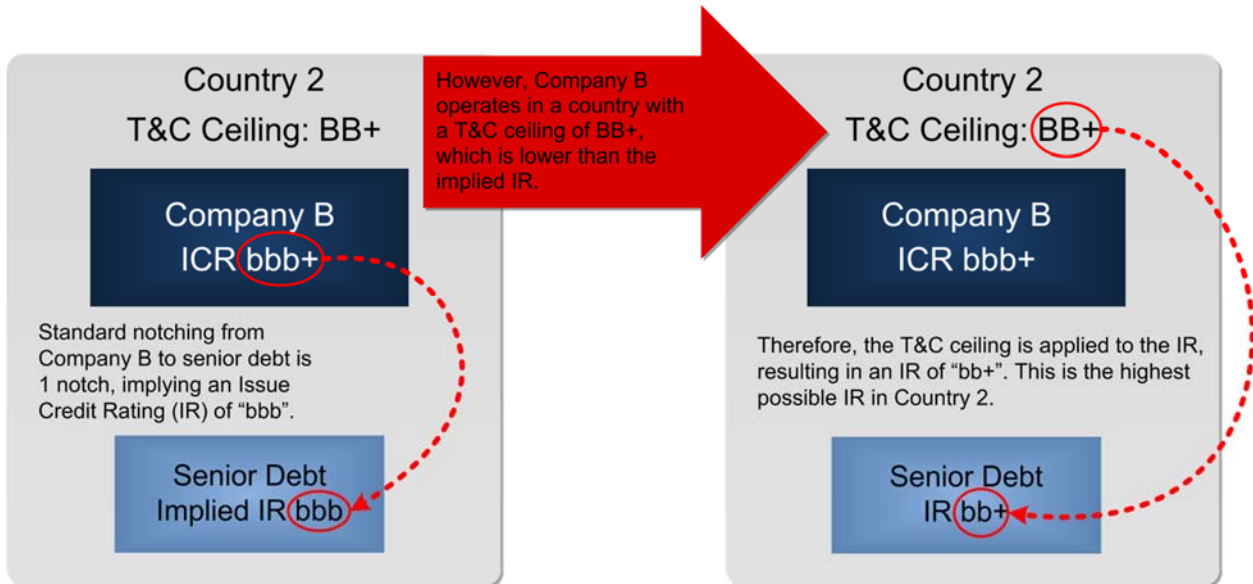 Country 2
T&C Ceiling: BB+
Company B
ICR bbb+
Standard notching from
Company B to senior debt is
1 notch, implying an Issue
Credit Rating (IR) of “bbb”.
Senior Debt
Implied IR bbb
However, Company B
operates in a country with
a T&C ceiling of BB+,
which is lower than the
implied IR.
Country 2
T&C Ceiling: BB+
Company B
ICR bbb+
Therefore, the T&C ceiling is applied to the IR,
resulting in an IR of “bb+”. This is the highest
possible IR in Country 2.
Senior Debt
IR bb+